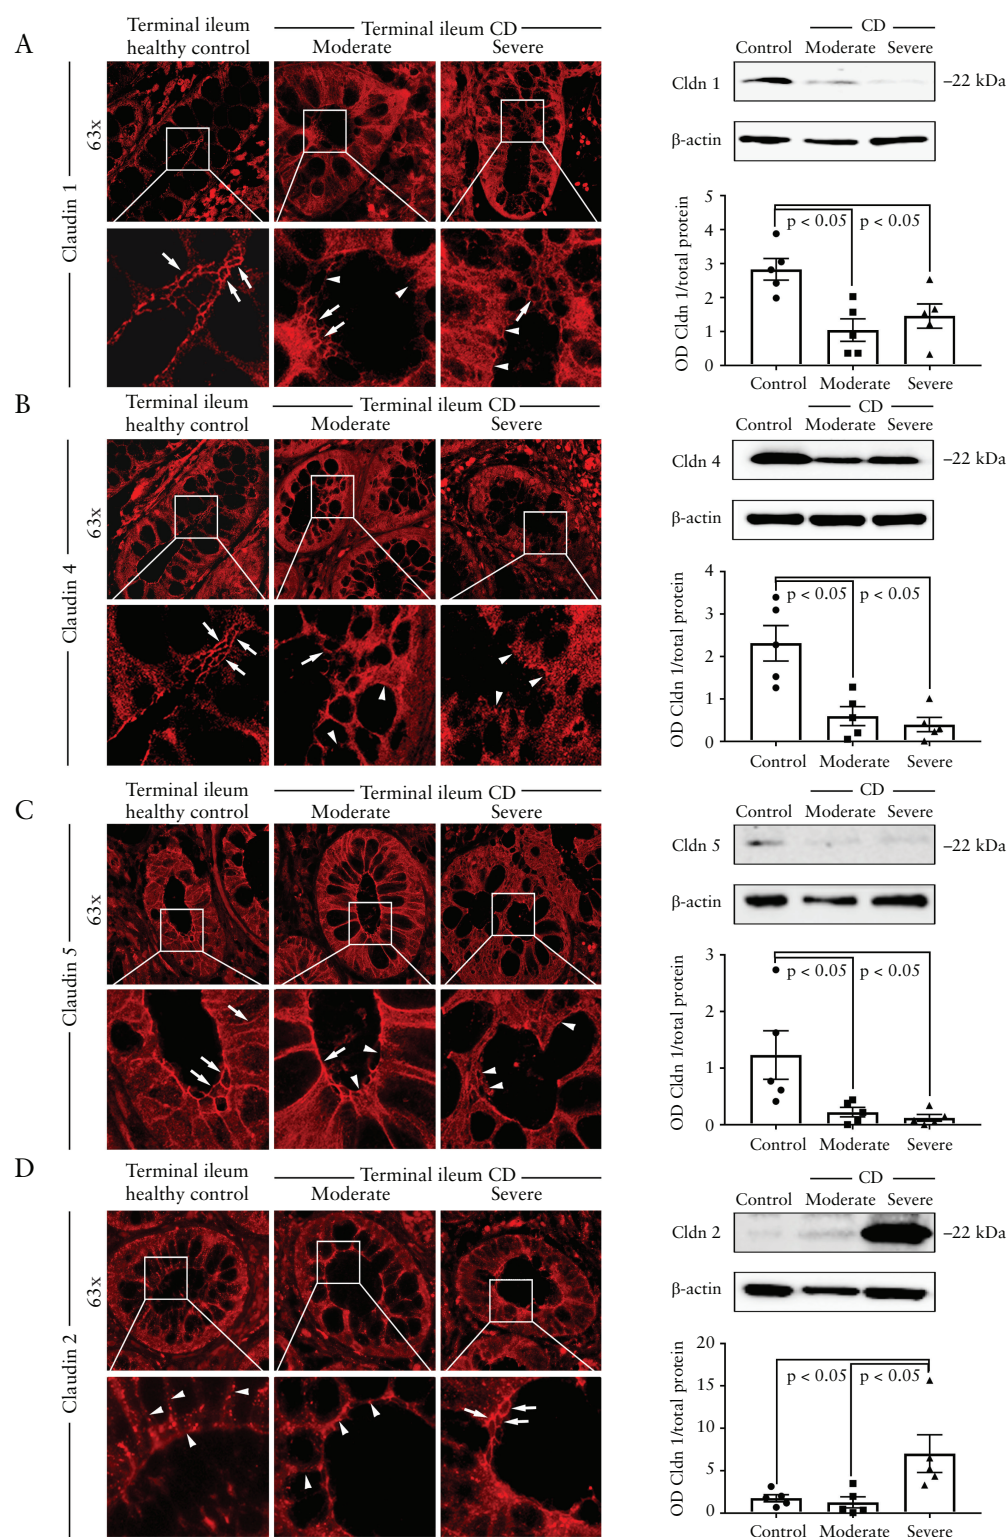 A
Terminal ileum
healthy control
Terminal ileum CD
Moderate
Severe
Claudin 1
63x
CD
Control
Moderate
Severe
Cldn 1
–22 kDa
β-actin
OD Cldn 1/total protein
5
4
3
2
1
0
p < 0.05
p < 0.05
Control
Moderate
Severe
B
Terminal ileum
healthy control
Terminal ileum CD
Moderate
Severe
Claudin 4
63x
CD
Control
Moderate
Severe
Cldn 4
–22 kDa
β-actin
OD Cldn 1/total protein
4
3
2
1
0
p < 0.05
p < 0.05
Control
Moderate
Severe
C
Terminal ileum
healthy control
Terminal ileum CD
Moderate
Severe
Claudin 5
63x
CD
Control
Moderate
Severe
Cldn 5
–22 kDa
β-actin
OD Cldn 1/total protein
3
2
1
0
p < 0.05
p < 0.05
Control
Moderate
Severe
D
Terminal ileum
healthy control
Terminal ileum CD
Moderate
Severe
Claudin 2
63x
CD
Control
Moderate
Severe
Cldn 2
–22 kDa
β-actin
OD Cldn 1/total protein
20
15
10
5
0
p < 0.05
p < 0.05
Control
Moderate
Severe